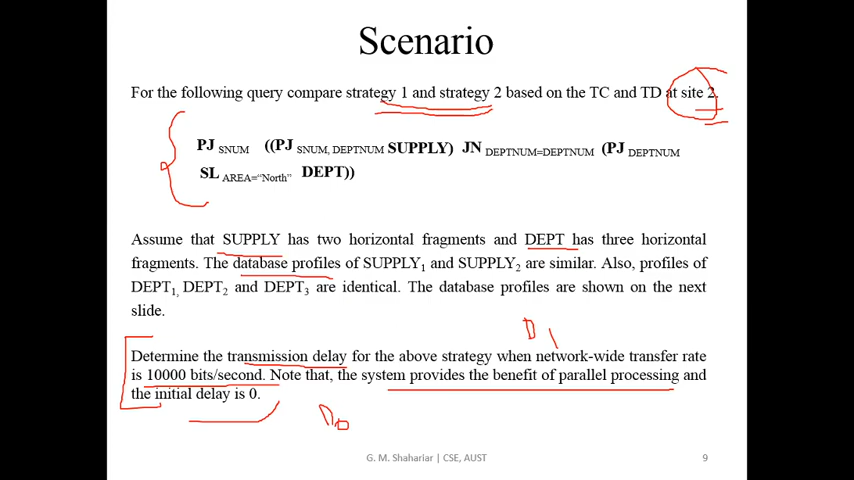 Scenario
For the following query compare strategy 1 and strategy 2 based on the TC and TD at site 2.
PJ SNUM ((PJ SNUM, DEPTNUM SUPPLY) JN DEPTNUM=DEPTNUM (PJ DEPTNUM
SL AREA=“North” DEPT))
Assume that SUPPLY has two horizontal fragments and DEPT has three horizontal
fragments. The database profiles of SUPPLY1 and SUPPLY2 are similar. Also, profiles of
DEPT1, DEPT2 and DEPT3 are identical. The database profiles are shown on the next
slide.
D1
Determine the transmission delay for the above strategy when network-wide transfer rate
is 10000 bits/second. Note that, the system provides the benefit of parallel processing and
the initial delay is 0.
D0
G. M. Shahariar | CSE, AUST
9